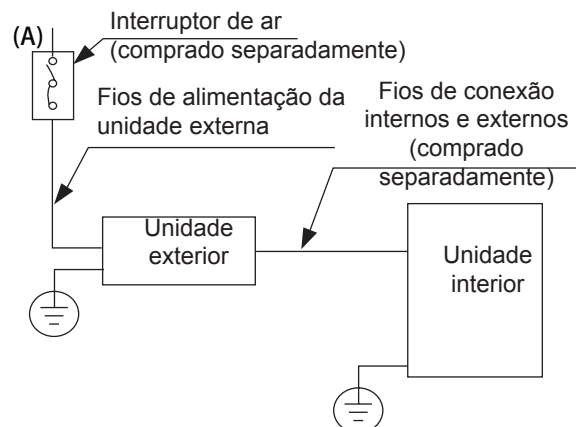 (A)
Interruptor de ar
(comprado separadamente)
Fios de alimentação da
unidade externa
Fios de conexão
internos e externos
(comprado
separadamente)
Unidade
exterior
Unidade
interior